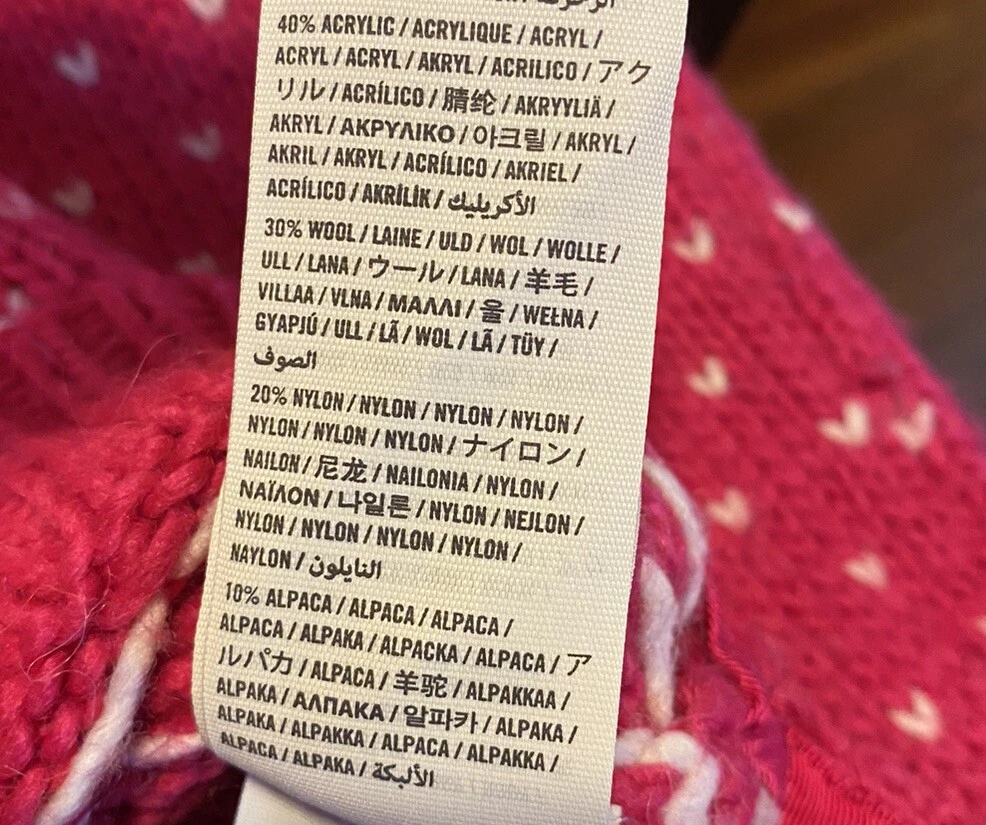 40% ACRYLIC / ACRYLIQUE / ACRYL /
ACRYL / ACRYL / AKRYL / ACRILICO / アク
リル / ACRÍLICO / 腈纶 / AKRYYLIÄ /
AKRYL / ΑΚΡΥΛΙΚΟ / 아크릴 / AKRYL /
AKRIL / AKRYL / ACRÍLICO / AKRIEL /
ACRÍLICO / AKRİLİK / الأكريليك
30% WOOL / LAINE / ULD / WOL / WOLLE /
ULL / LANA / ウール / LANA / 羊毛 /
VILLAA / VLNA / ΜΑΛΛΙ / 울 / WEŁNA /
GYAPJÚ / ULL / LÃ / WOL / LÃ / TÜY /
الصوف
20% NYLON / NYLON / NYLON / NYLON /
NYLON / NYLON / NYLON / ナイロン /
NAILON / 尼龙 / NAILONIA / NYLON /
ΝΑΪΛΟΝ / 나일론 / NYLON / NEJLON /
NYLON / NYLON / NYLON / NYLON /
NAYLON / النايلون
10% ALPACA / ALPACA / ALPACA /
ALPACA / ALPAKA / ALPACKA / ALPACA / ア
ルパカ / ALPACA / 羊驼 / ALPAKKAA /
ALPAKA / ΑΛΠΑΚΑ / 알파카 / ALPAKA /
ALPAKA / ALPAKKA / ALPACA / ALPAKKA /
ALPACA / ALPAKA / الألبكة